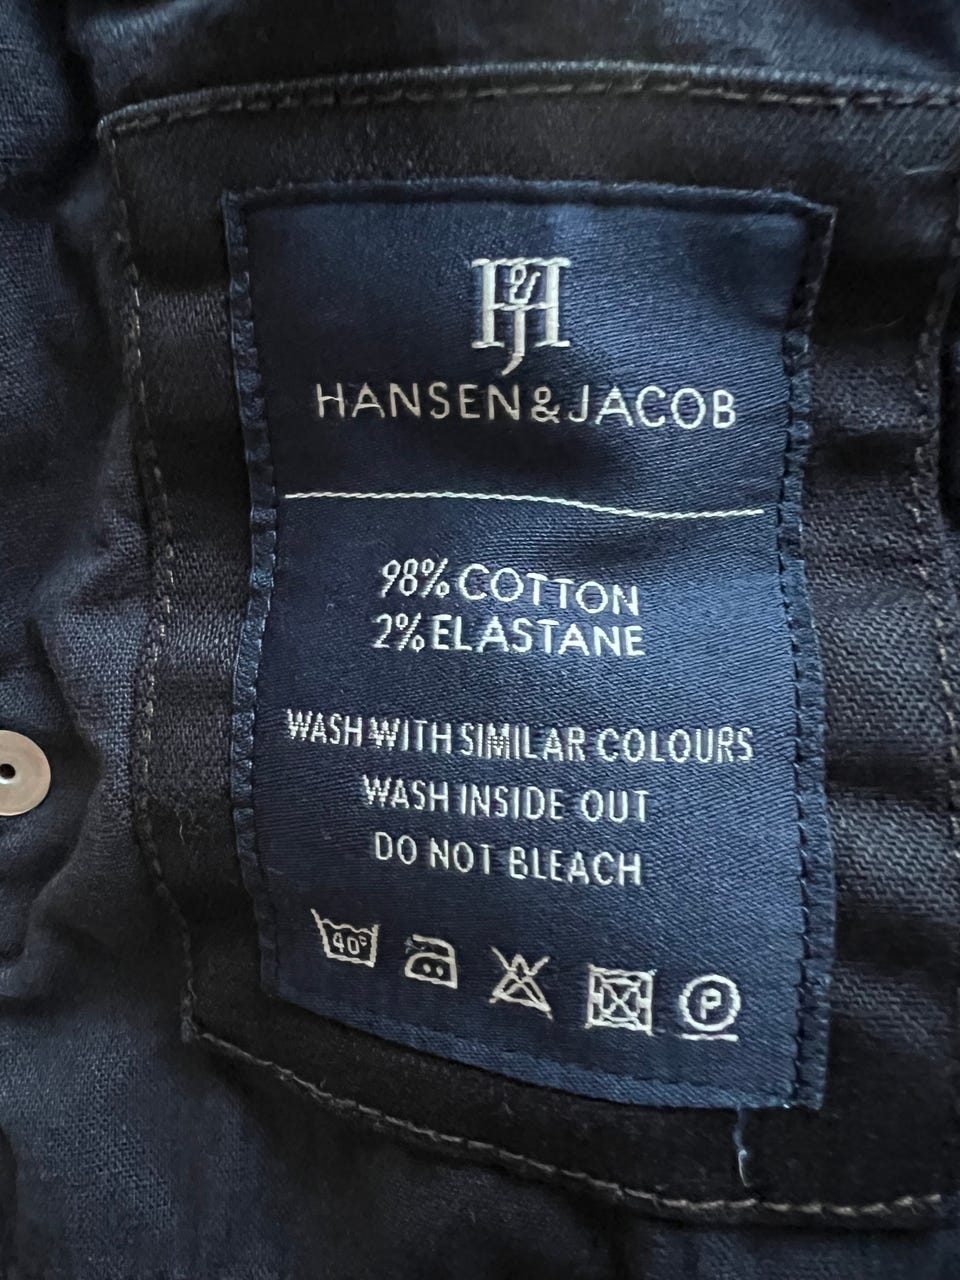 H&J
HANSEN & JACOB
98% COTTON
2% ELASTANE
WASH WITH SIMILAR COLOURS
WASH INSIDE OUT
DO NOT BLEACH
40° P